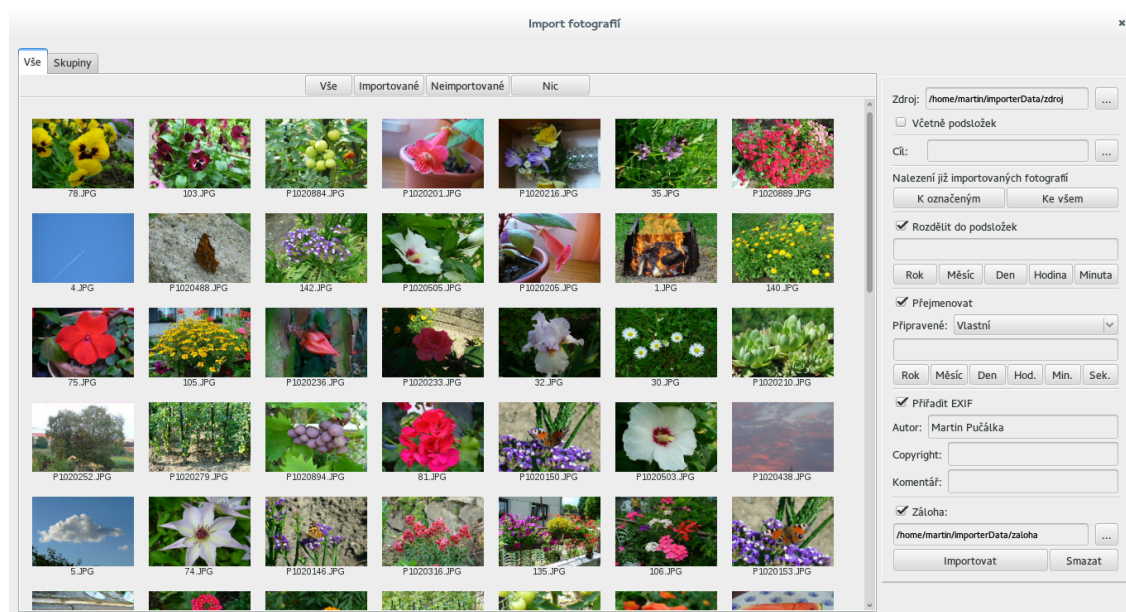 Import fotografií
Vše Skupiny
Vše Importované Neimportované Nic
78.JPG 103.JPG P1020884.JPG P1020201.JPG P1020216.JPG 35.JPG P1020889.JPG
4.JPG P1020488.JPG 142.JPG P1020505.JPG P1020205.JPG 1.JPG 140.JPG
75.JPG 105.JPG P1020236.JPG P1020233.JPG 32.JPG 30.JPG P1020210.JPG
P1020252.JPG P1020279.JPG P1020894.JPG 81.JPG P1020150.JPG P1020503.JPG P1020438.JPG
5.JPG 74.JPG P1020146.JPG P1020316.JPG 135.JPG 106.JPG P1020153.JPG
Zdroj: /home/martin/importerData/zdroj ...
Včetně podsložek
Cíl: ...
Nalezení již importovaných fotografií
K označeným Ke všem
Rozdělit do podsložek
Rok Měsíc Den Hodina Minuta
Přejmenovat
Připravené: Vlastní
Rok Měsíc Den Hod. Min. Sek.
Přiřadit EXIF
Autor: Martin Pučálka
Copyright:
Komentář:
Záloha:
/home/martin/importerData/zaloha ...
Importovat Smazat